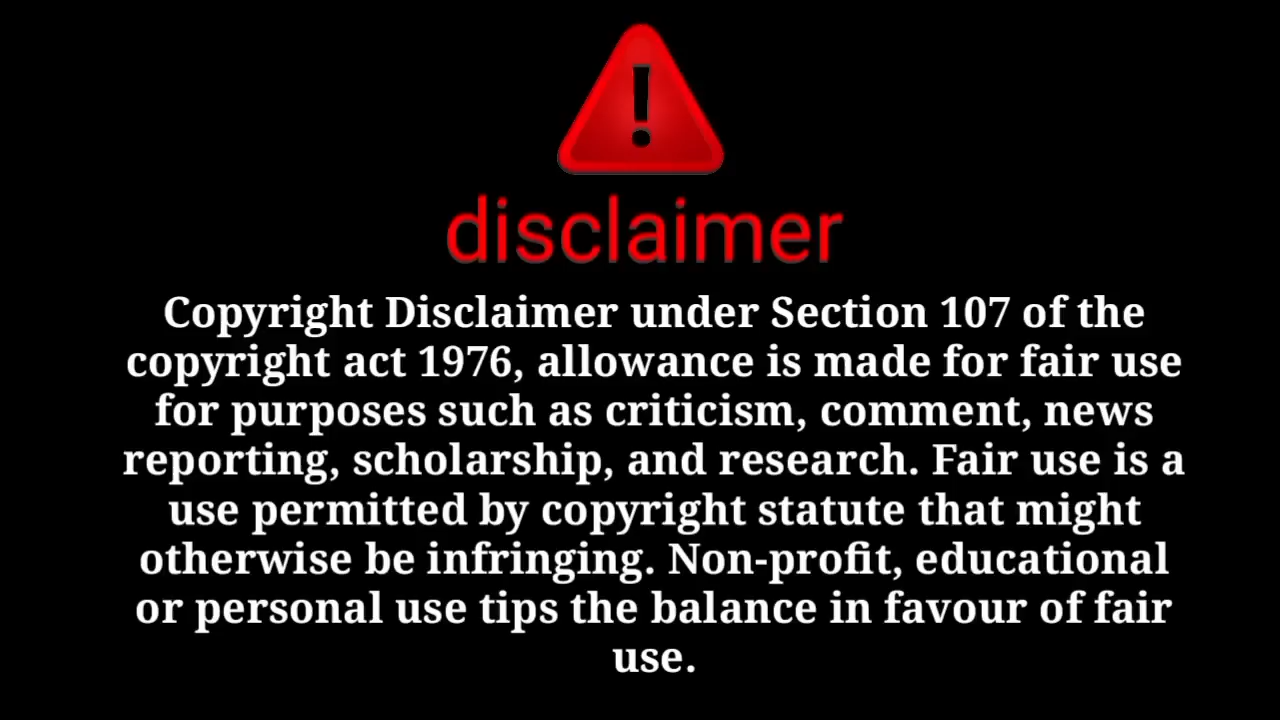 !
disclaimer
Copyright Disclaimer under Section 107 of the
copyright act 1976, allowance is made for fair use
for purposes such as criticism, comment, news
reporting, scholarship, and research. Fair use is a
use permitted by copyright statute that might
otherwise be infringing. Non-profit, educational
or personal use tips the balance in favour of fair
use.